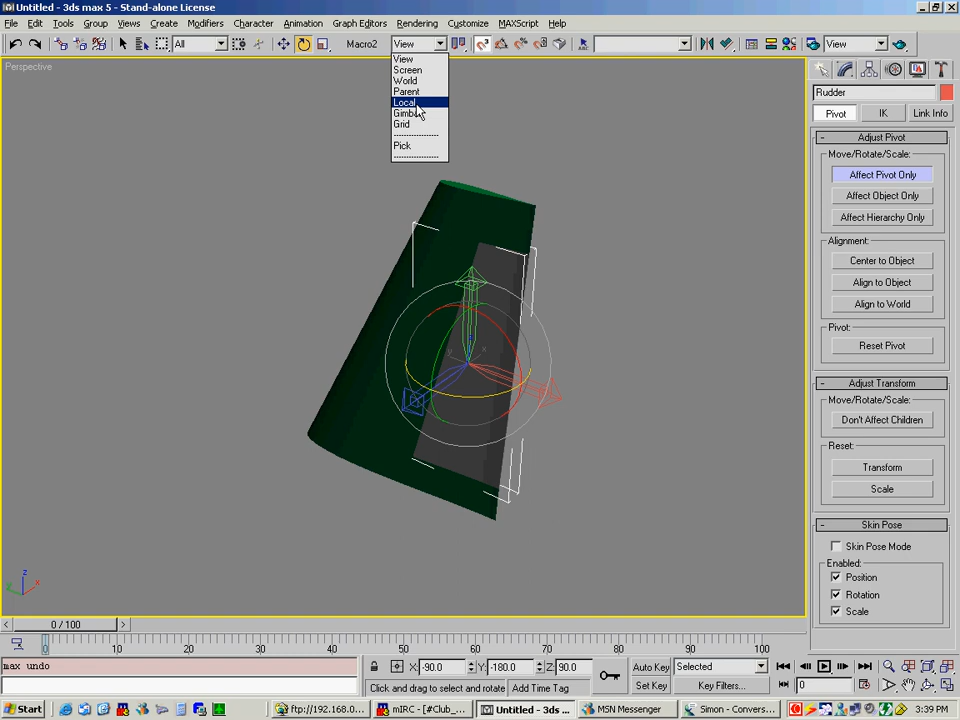 Untitled - 3ds max 5 - Stand-alone License
File Edit Tools Group Views Create Modifiers Character Animation Graph Editors Rendering Customize MAXScript Help
All Macro2 View View
Perspective
View
Screen
World
Parent
Local
Gimbal
Grid
Pick
Rudder
Pivot IK Link Info
- Adjust Pivot
Move/Rotate/Scale:
Affect Pivot Only
Affect Object Only
Affect Hierarchy Only
Alignment:
Center to Object
Align to Object
Align to World
Pivot:
Reset Pivot
- Adjust Transform
Move/Rotate/Scale:
Don't Affect Children
Reset:
Transform
Scale
- Skin Pose
Skin Pose Mode
Enabled:
Position
Rotation
Scale
y x
z x y
< 0 / 100 >
0 10 20 30 40 50 60 70 80 90 100
max undo
X: -90.0 Y: -180.0 Z: 90.0 Auto Key Selected
Click and drag to select and rotate Add Time Tag Set Key Key Filters... 0
Start ftp://192.168.0... mIRC - [#Club_... Untitled - 3ds ... MSN Messenger Simon - Convers... 3:39 PM